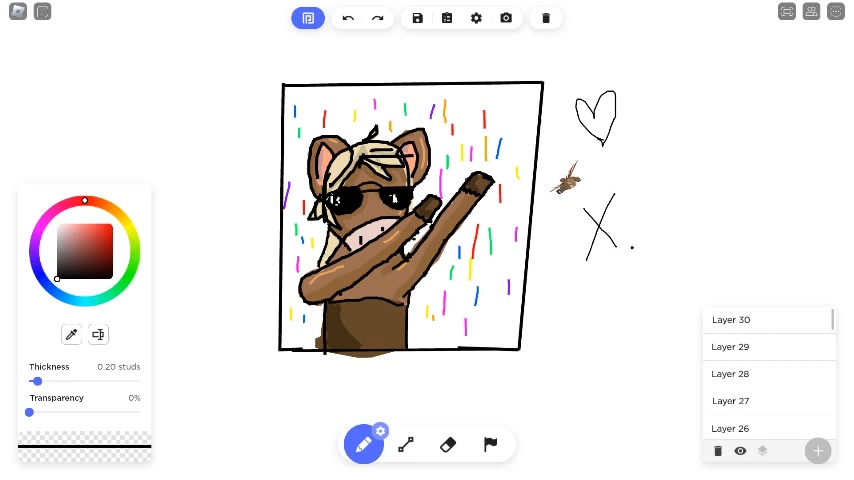 Thickness 0.20 studs
Transparency 0%
Layer 30
Layer 29
Layer 28
Layer 27
Layer 26